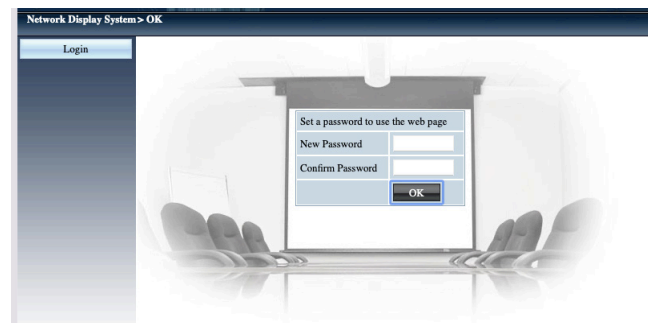 Network Display System > OK
Login
Set a password to use the web page
New Password
Confirm Password
OK